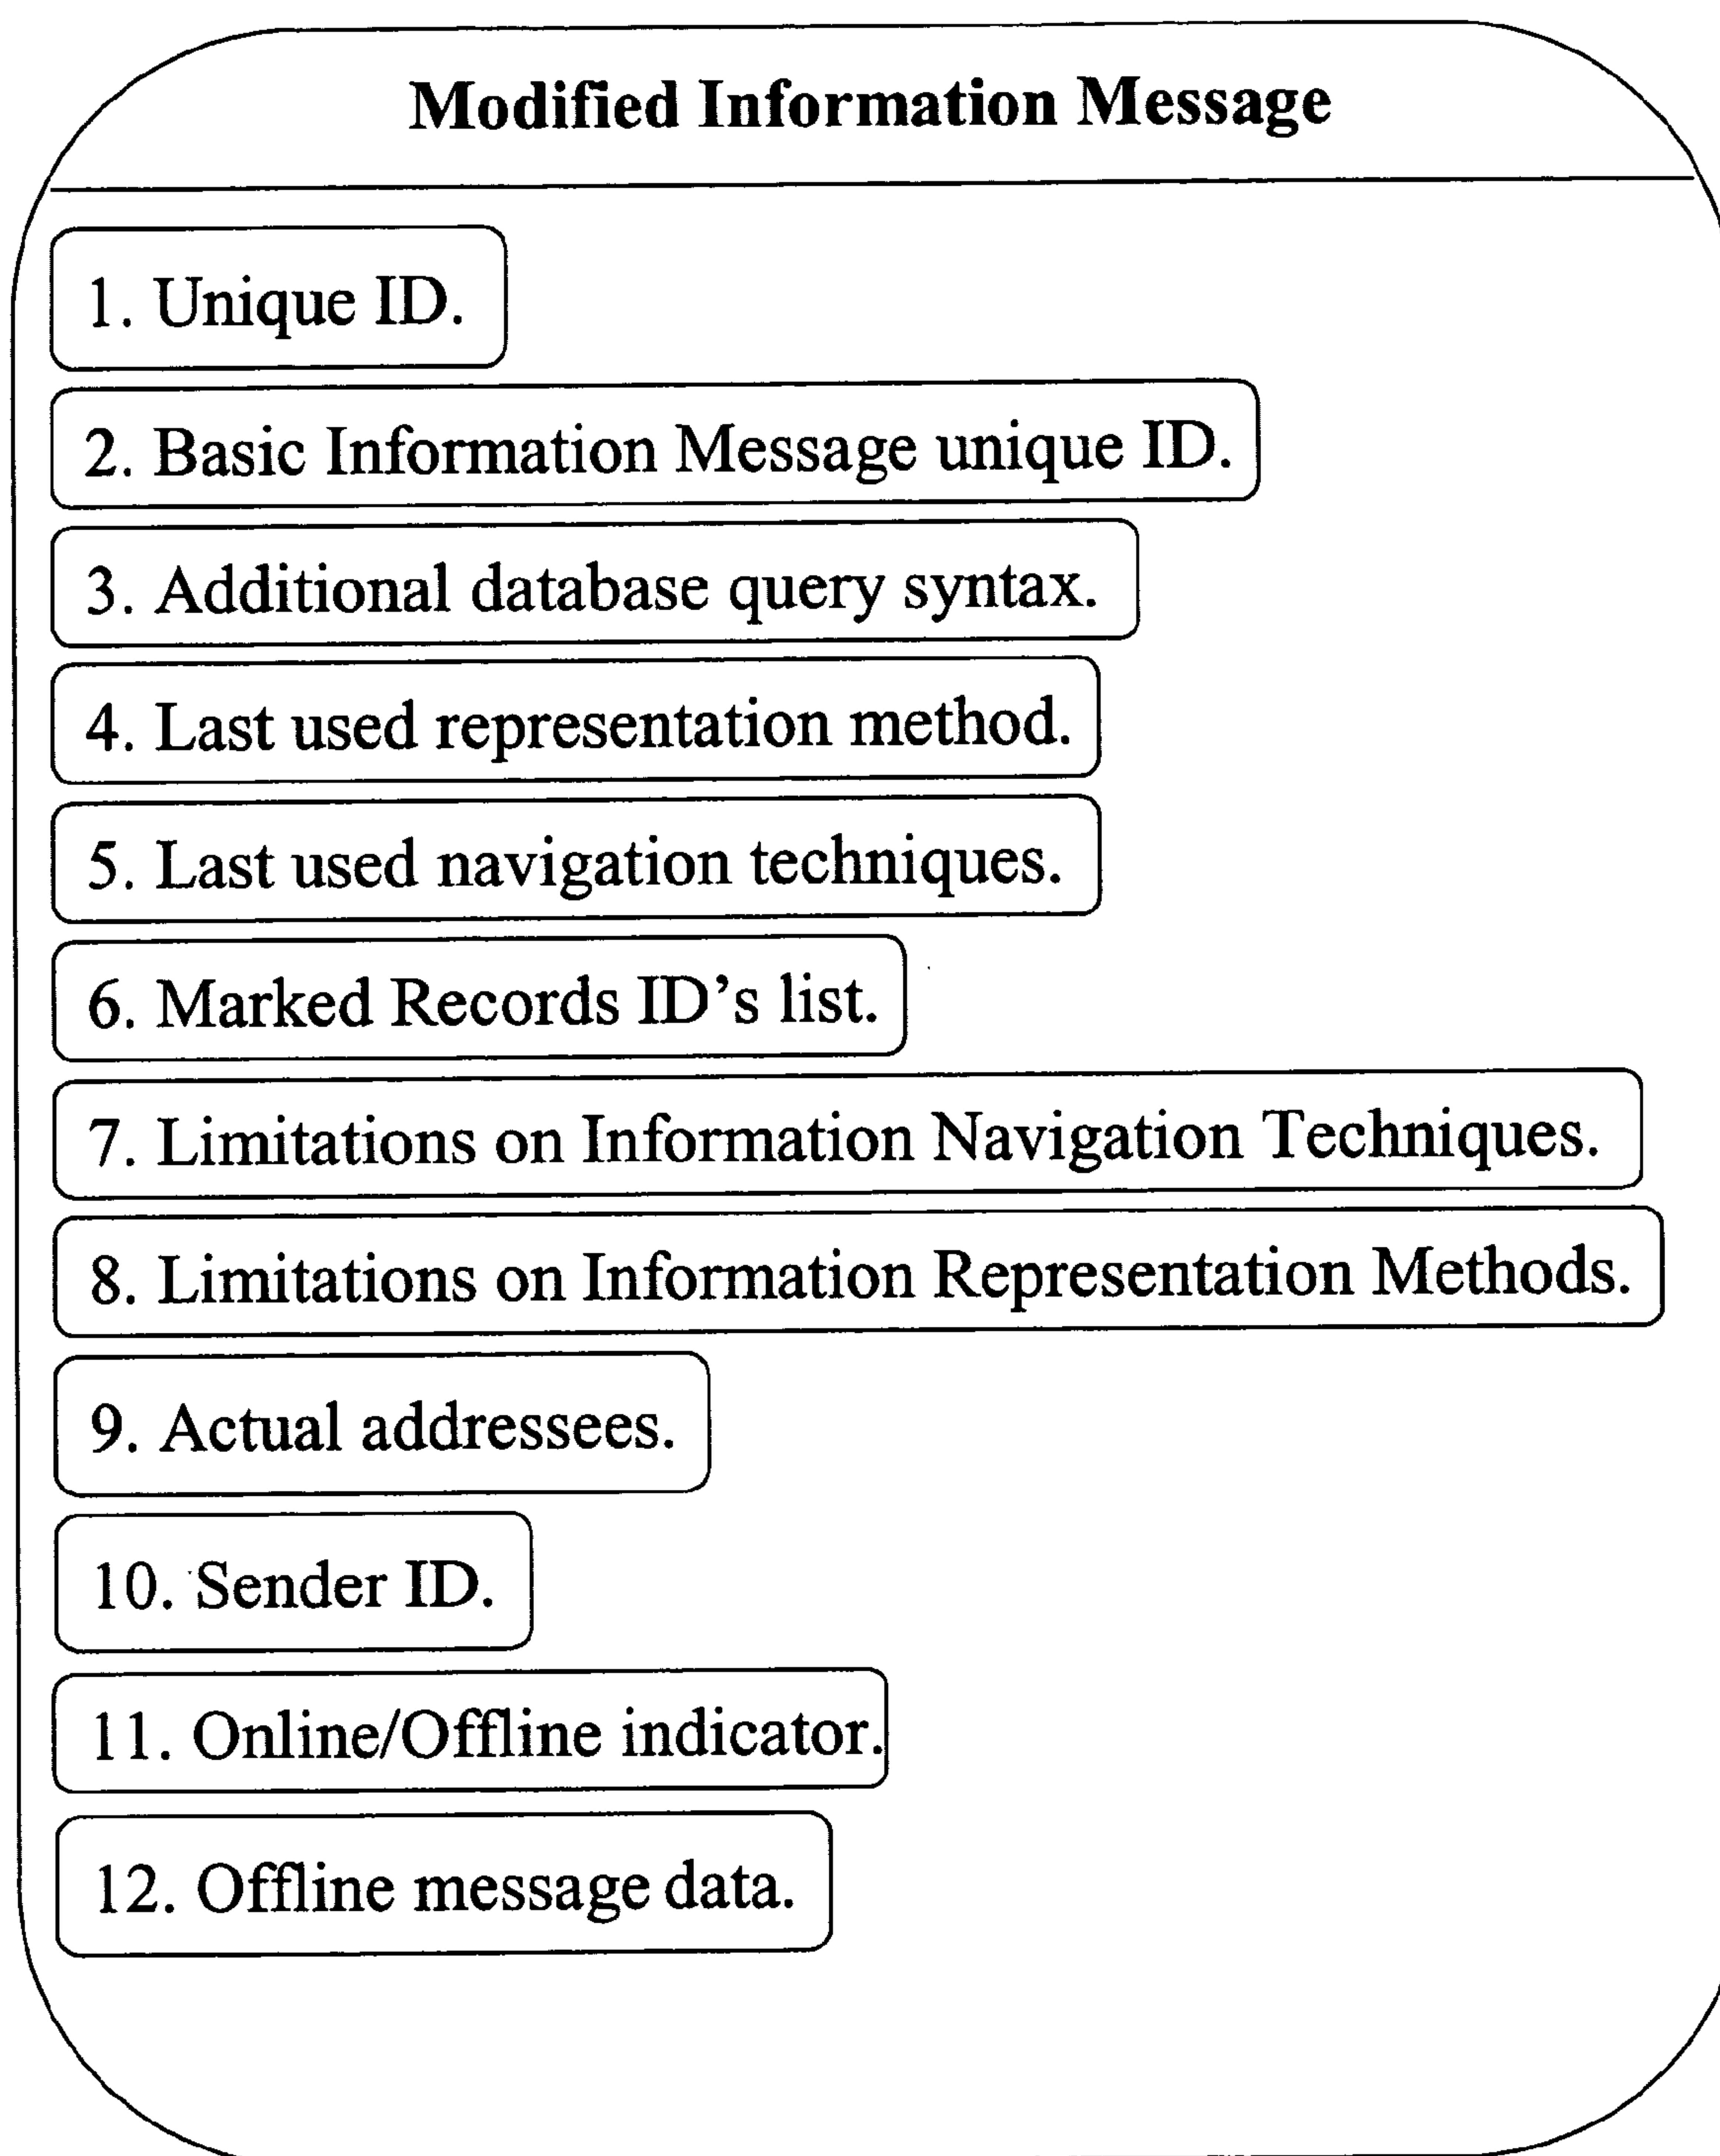 Modified Information Message
1. Unique ID.
2. Basic Information Message unique ID.
3. Additional database query syntax.
4. Last used representation method.
5. Last used navigation techniques.
6. Marked Records ID’s list.
7. Limitations on Information Navigation Techniques.
8. Limitations on Information Representation Methods.
9. Actual addressees.
10. Sender ID.
11. Online/Offline indicator.
12. Offline message data.